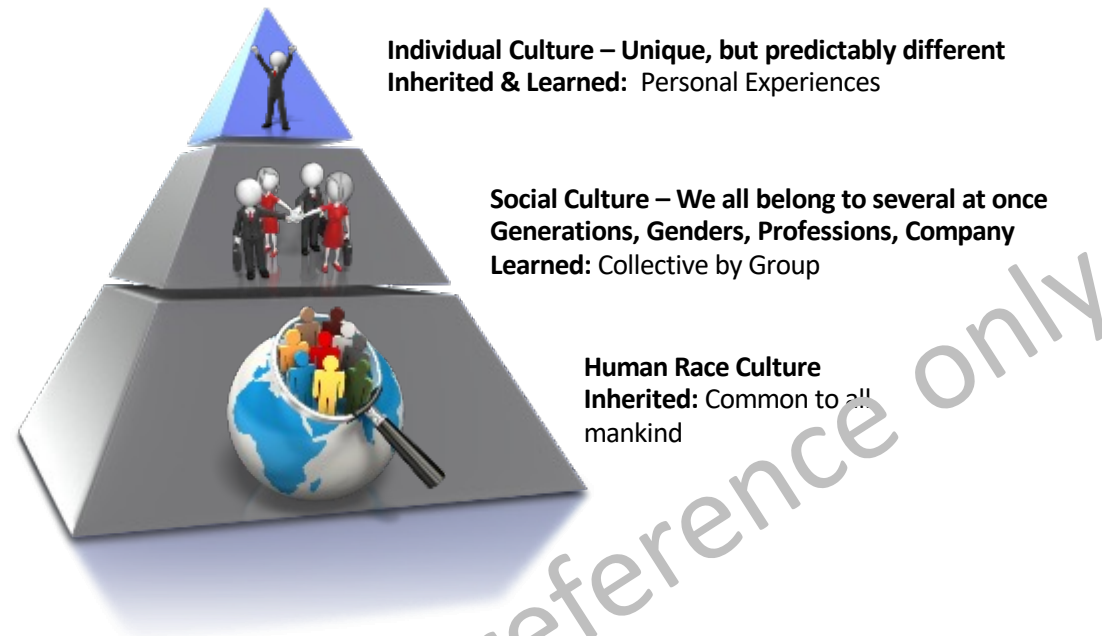 Individual Culture – Unique, but predictably different
Inherited & Learned: Personal Experiences
Social Culture – We all belong to several at once
Generations, Genders, Professions, Company
Learned: Collective by Group
Human Race Culture
Inherited: Common to all
mankind
reference only